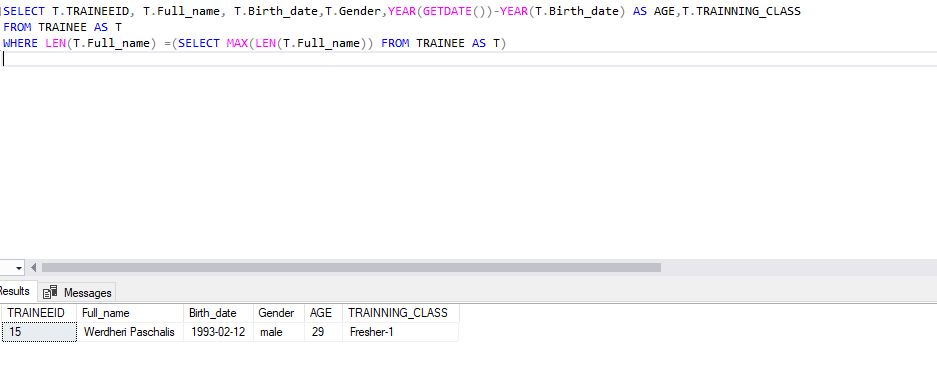 SELECT T.TRAINEEID, T.Full_name, T.Birth_date,T.Gender,YEAR(GETDATE())-YEAR(T.Birth_date) AS AGE,T.TRAINNING_CLASS
FROM TRAINEE AS T
WHERE LEN(T.Full_name) =(SELECT MAX(LEN(T.Full_name)) FROM TRAINEE AS T)
Results Messages
TRAINEEID Full_name Birth_date Gender AGE TRAINNING_CLASS
15 Werdheri Paschalis 1993-02-12 male 29 Fresher-1